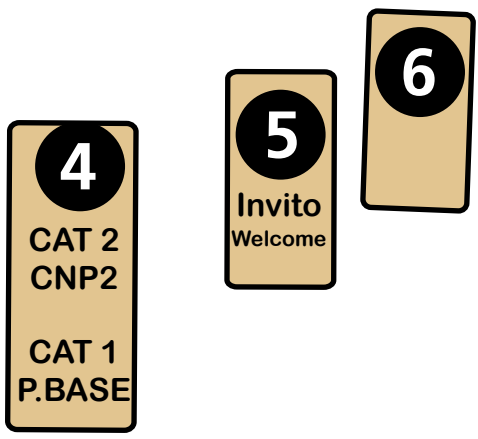 4
CAT 2
CNP2
CAT 1
P.BASE
5
Invito
Welcome
6